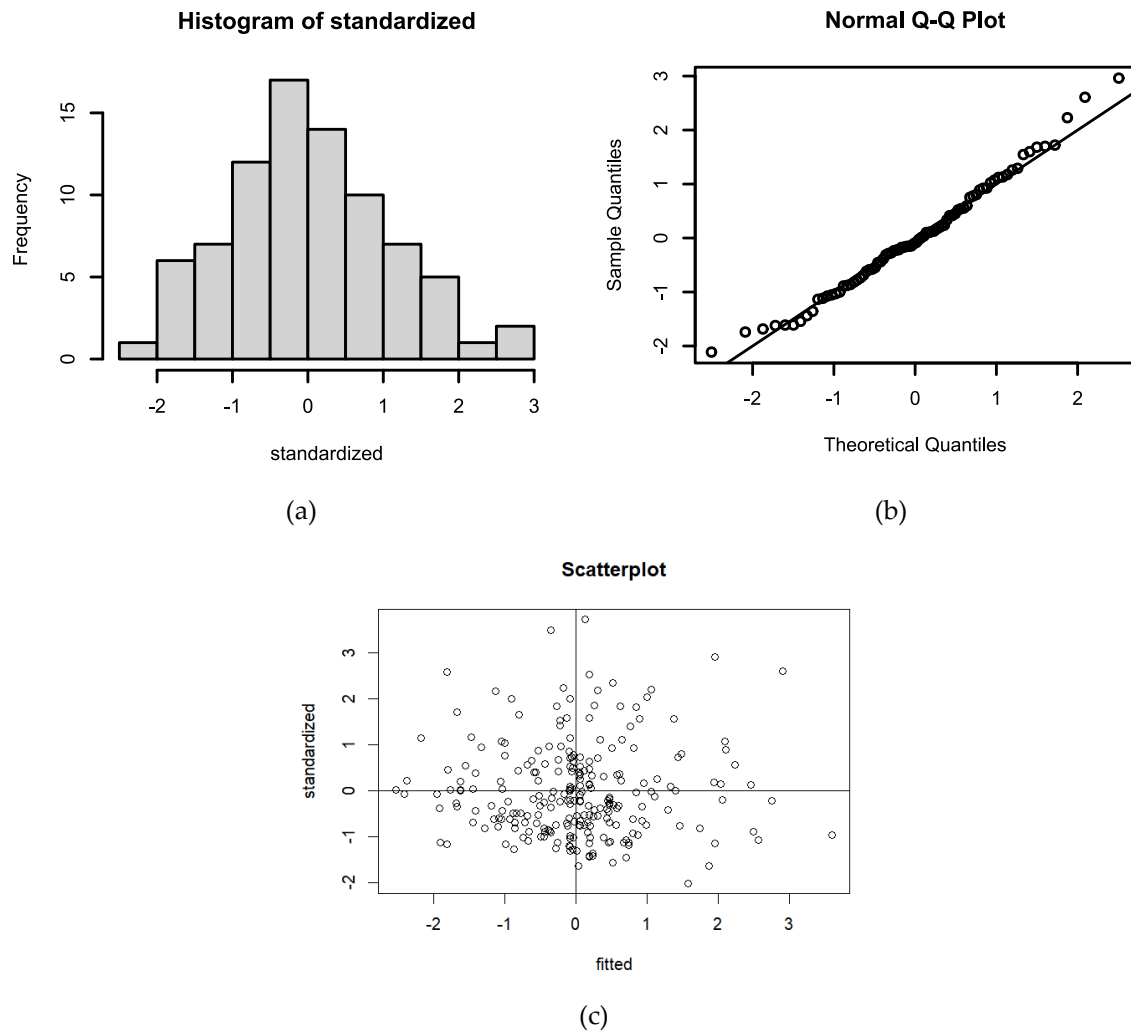 Histogram of standardized
Frequency
15
10
5
0
-2 -1 0 1 2 3
standardized
(a)
Normal Q-Q Plot
Sample Quantiles
3
2
1
0
-1
-2
-2 -1 0 1 2
Theoretical Quantiles
(b)
Scatterplot
standardized
3
2
1
0
-1
-2
-2 -1 0 1 2 3
fitted
(c)